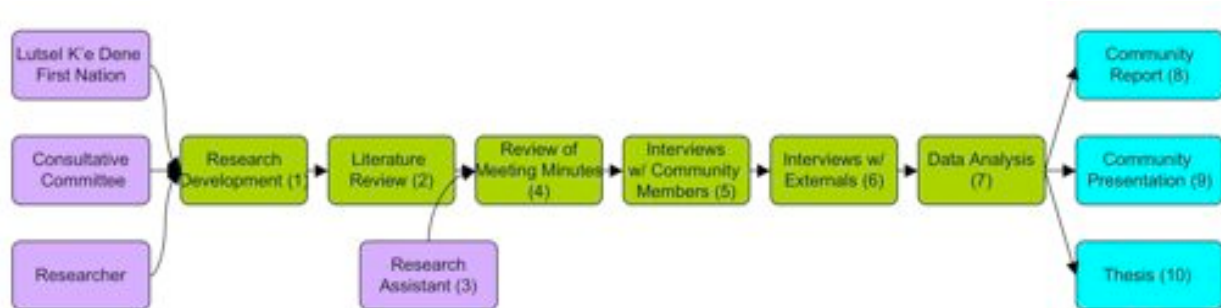 Lutsel K'e Dene
First Nation
Consultative
Committee
Researcher
Research
Development (1)
Literature
Review (2)
Research
Assistant (3)
Review of
Meeting Minutes
(4)
Interviews
w/ Community
Members (5)
Interviews w/
Externals (6)
Data Analysis
(7)
Community
Report (8)
Community
Presentation (9)
Thesis (10)